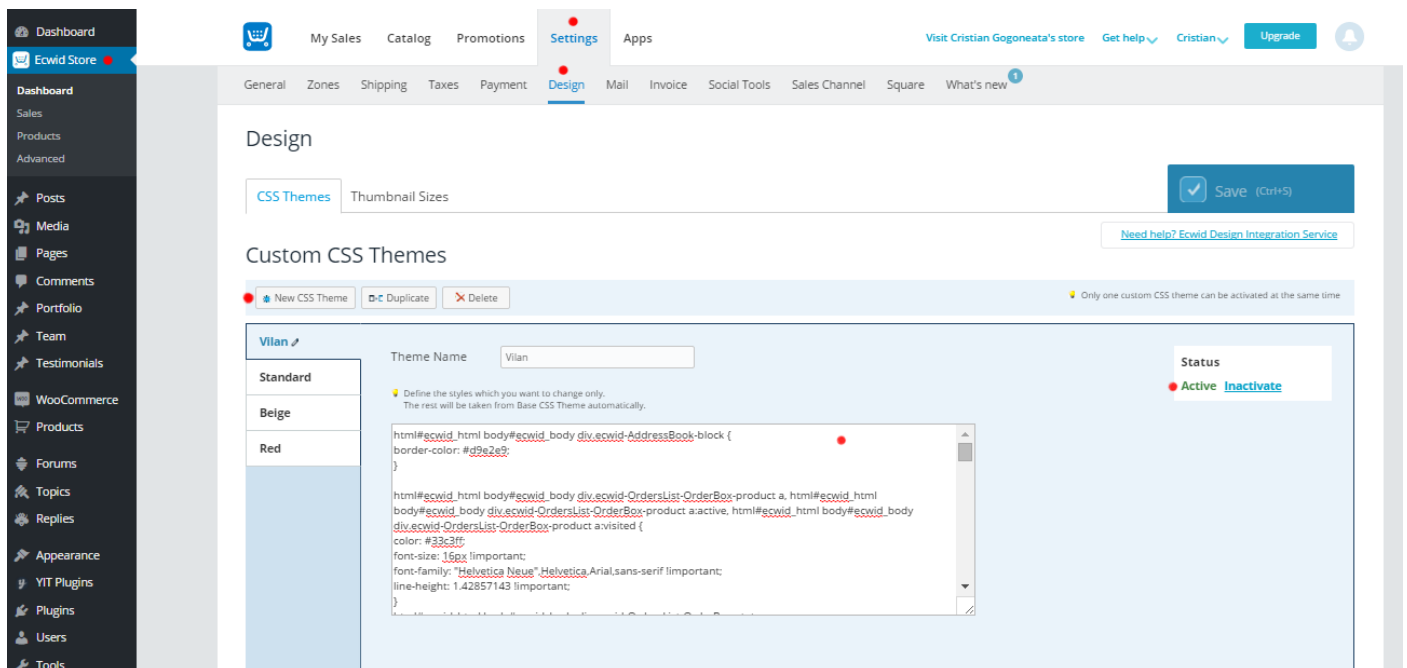 Dashboard
Ecwid Store
Dashboard
Sales
Products
Advanced
Posts
Media
Pages
Comments
Portfolio
Team
Testimonials
WooCommerce
Products
Forums
Topics
Replies
Appearance
YIT Plugins
Plugins
Users
Tools
My Sales Catalog Promotions Settings Apps
Visit Cristian Gogoneata's store Get help Cristian Upgrade
General Zones Shipping Taxes Payment Design Mail Invoice Social Tools Sales Channel Square What's new 1
Design
CSS Themes Thumbnail Sizes
Save (Ctrl+S)
Need help? Ecwid Design Integration Service
Custom CSS Themes
New CSS Theme Duplicate Delete
Only one custom CSS theme can be activated at the same time
Vilan
Standard
Beige
Red
Theme Name Vilan
Define the styles which you want to change only.
The rest will be taken from Base CSS Theme automatically.
Status
Active Inactivate
html#ecwid_html body#ecwid_body div.ecwid-AddressBook-block {
border-color: #d9e2e9;
}
html#ecwid_html body#ecwid_body div.ecwid-OrdersList-OrderBox-product a, html#ecwid_html
body#ecwid_body div.ecwid-OrdersList-OrderBox-product a:active, html#ecwid_html body#ecwid_body
div.ecwid-OrdersList-OrderBox-product a:visited {
color: #33c3ff;
font-size: 16px !important;
font-family: "Helvetica Neue",Helvetica,Arial,sans-serif !important;
line-height: 1.42857143 !important;
}